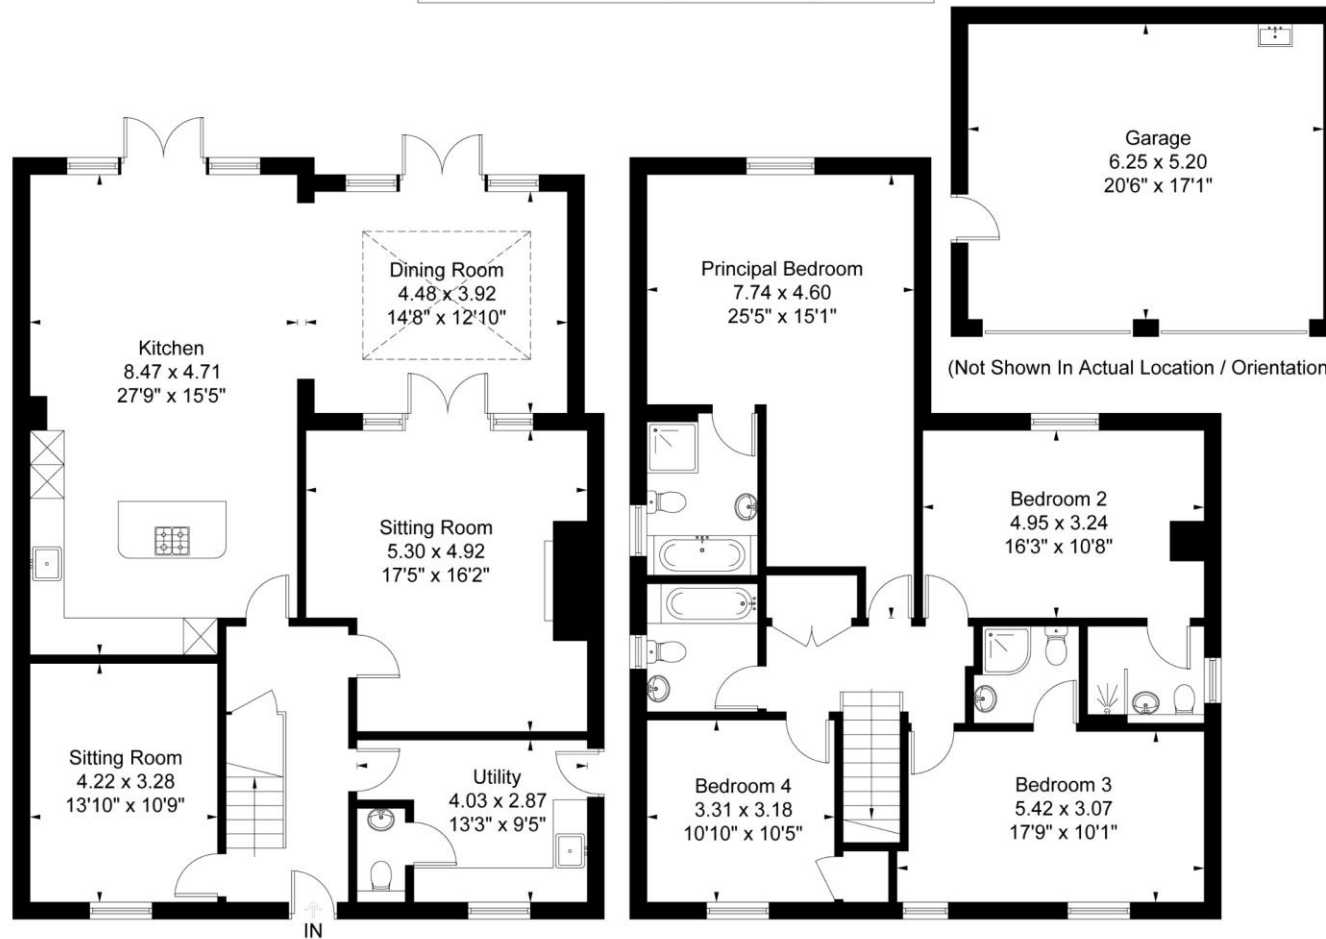 Garage
6.25 x 5.20
20'6" x 17'1"
(Not Shown In Actual Location / Orientation
Kitchen
8.47 x 4.71
27'9" x 15'5"
Dining Room
4.48 x 3.92
14'8" x 12'10"
Sitting Room
5.30 x 4.92
17'5" x 16'2"
Sitting Room
4.22 x 3.28
13'10" x 10'9"
Utility
4.03 x 2.87
13'3" x 9'5"
IN
Principal Bedroom
7.74 x 4.60
25'5" x 15'1"
Bedroom 2
4.95 x 3.24
16'3" x 10'8"
Bedroom 4
3.31 x 3.18
10'10" x 10'5"
Bedroom 3
5.42 x 3.07
17'9" x 10'1"